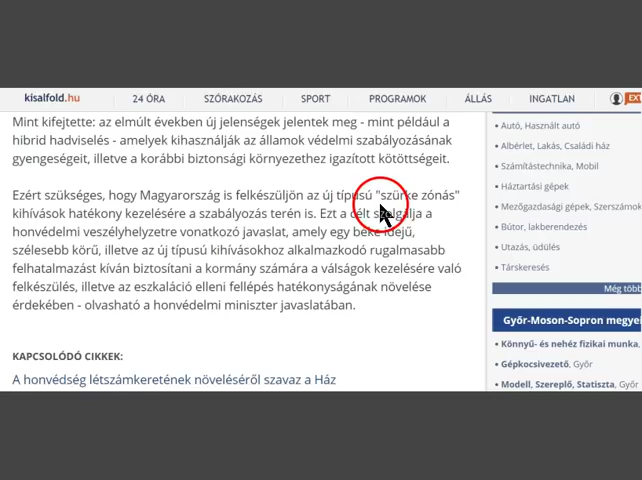 kisalfold.hu 24 ÓRA SZÓRAKOZÁS SPORT PROGRAMOK ÁLLÁS INGATLAN
Mint kifejtette: az elmúlt években új jelenségek jelentek meg - mint például a
hibrid hadviselés - amelyek kihasználják az államok védelmi szabályozásának
gyengeségeit, illetve a korábbi biztonsági környezethez igazított kötöttségeit.
Ezért szükséges, hogy Magyarország is felkészüljön az új típusú "szürke zónás"
kihívások hatékony kezelésére a szabályozás terén is. Ezt a célt szolgálja a
honvédelmi veszélyhelyzetre vonatkozó javaslat, amely egy béke idejű,
szélesebb körű, illetve az új típusú kihívásokhoz alkalmazkodó rugalmasabb
felhatalmazást kíván biztosítani a kormány számára a válságok kezelésére való
felkészülés, illetve az eszkaláció elleni fellépés hatékonyságának növelése
érdekében - olvasható a honvédelmi miniszter javaslatában.
KAPCSOLÓDÓ CIKKEK:
A honvédség létszámkeretének növeléséről szavaz a Ház
• Autó, Használt autó
• Albérlet, Lakás, Családi ház
• Számítástechnika, Mobil
• Háztartási gépek
• Mezőgazdasági gépek, Szerszámok
• Bútor, lakberendezés
• Utazás, üdülés
• Társkeresés
Még több
Győr-Moson-Sopron megyei
• Könnyű- és nehéz fizikai munka,
• Gépkocsivezető, Győr
• Modell, Szereplő, Statiszta, Győr